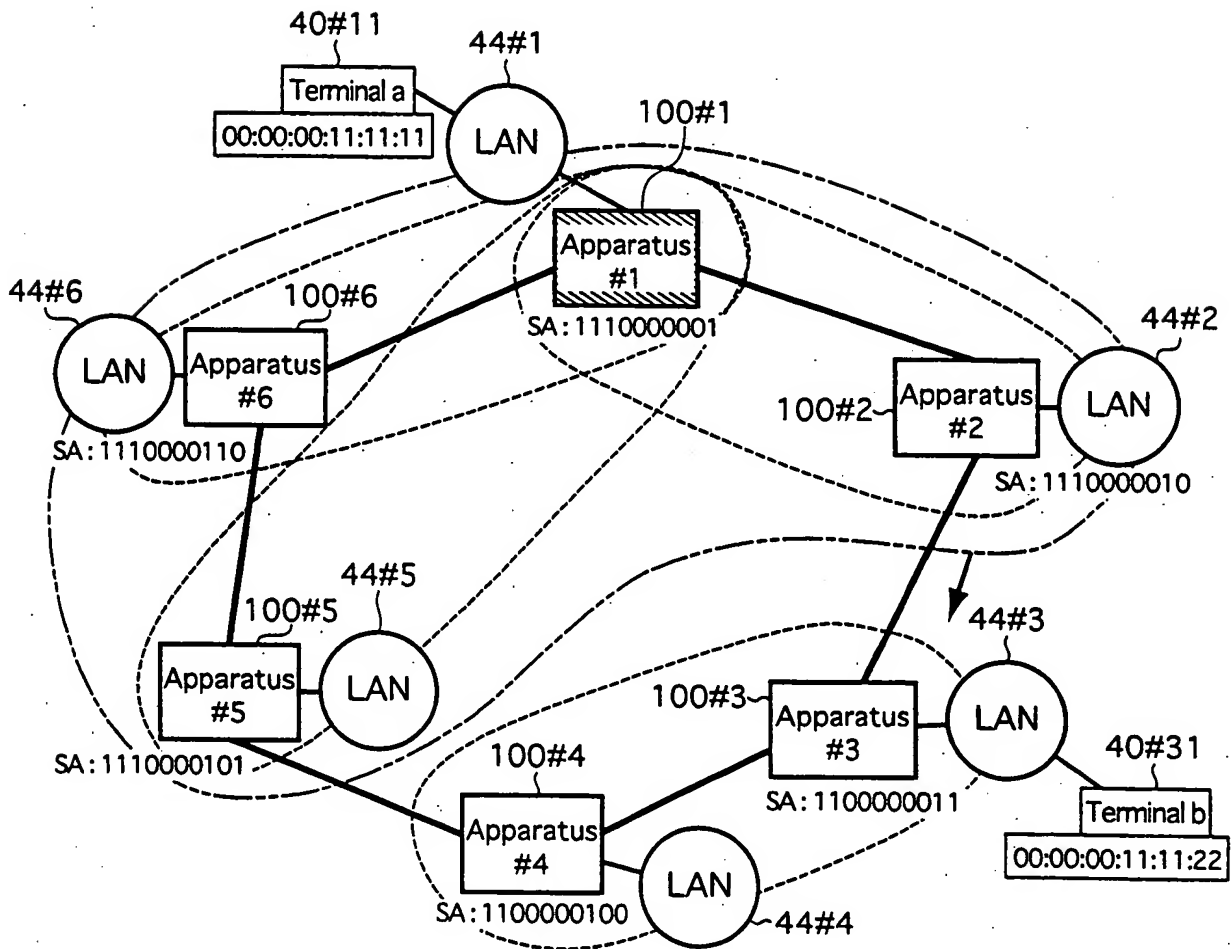 40#11
44#1
Terminal a
00:00:00:11:11:11
LAN
100#1
Apparatus
#1
SA:1110000001
44#6
100#6
LAN
Apparatus
#6
SA:1110000110
44#2
100#2
Apparatus
#2
LAN
SA:1110000010
44#5
100#5
Apparatus
#5
LAN
SA:1110000101
44#3
100#3
Apparatus
#3
LAN
SA:1100000011
40#31
Terminal b
00:00:00:11:11:22
100#4
Apparatus
#4
LAN
SA:1100000100
44#4